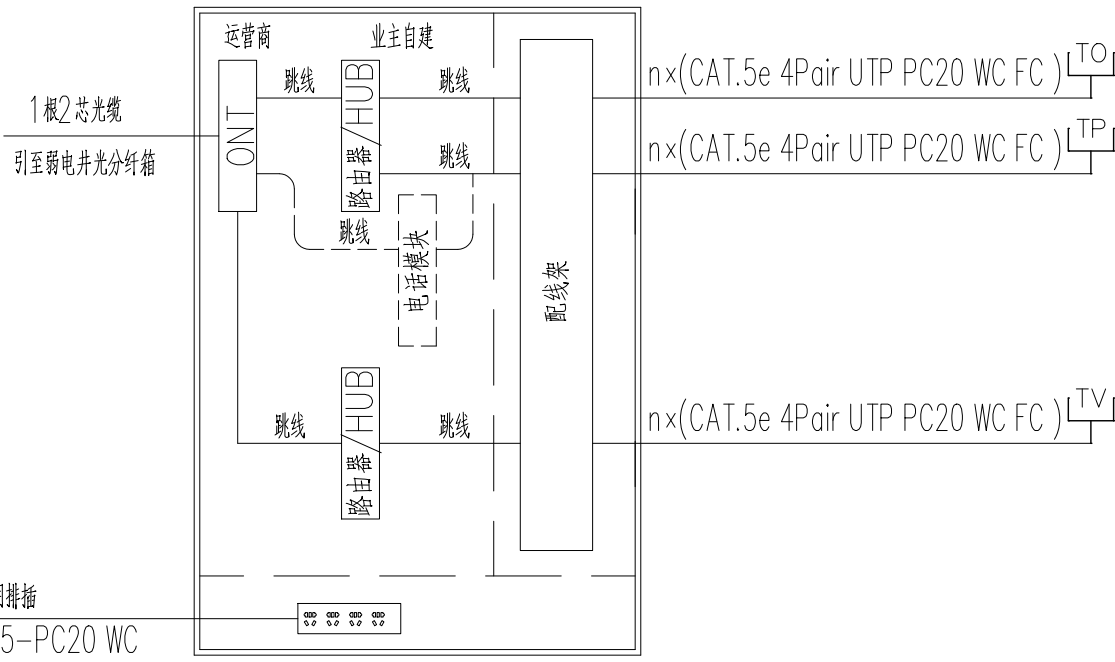 运营商
业主自建
跳线
跳线
n×(CAT.5e 4Pair UTP PC20 WC FC )
TO
1根2芯光缆
引至弱电井光分纤箱
ONT
路由器/HUB
跳线
n×(CAT.5e 4Pair UTP PC20 WC FC )
TP
跳线
电话模块
配线架
跳线
路由器/HUB
跳线
n×(CAT.5e 4Pair UTP PC20 WC FC )
TV
排插
5-PC20 WC